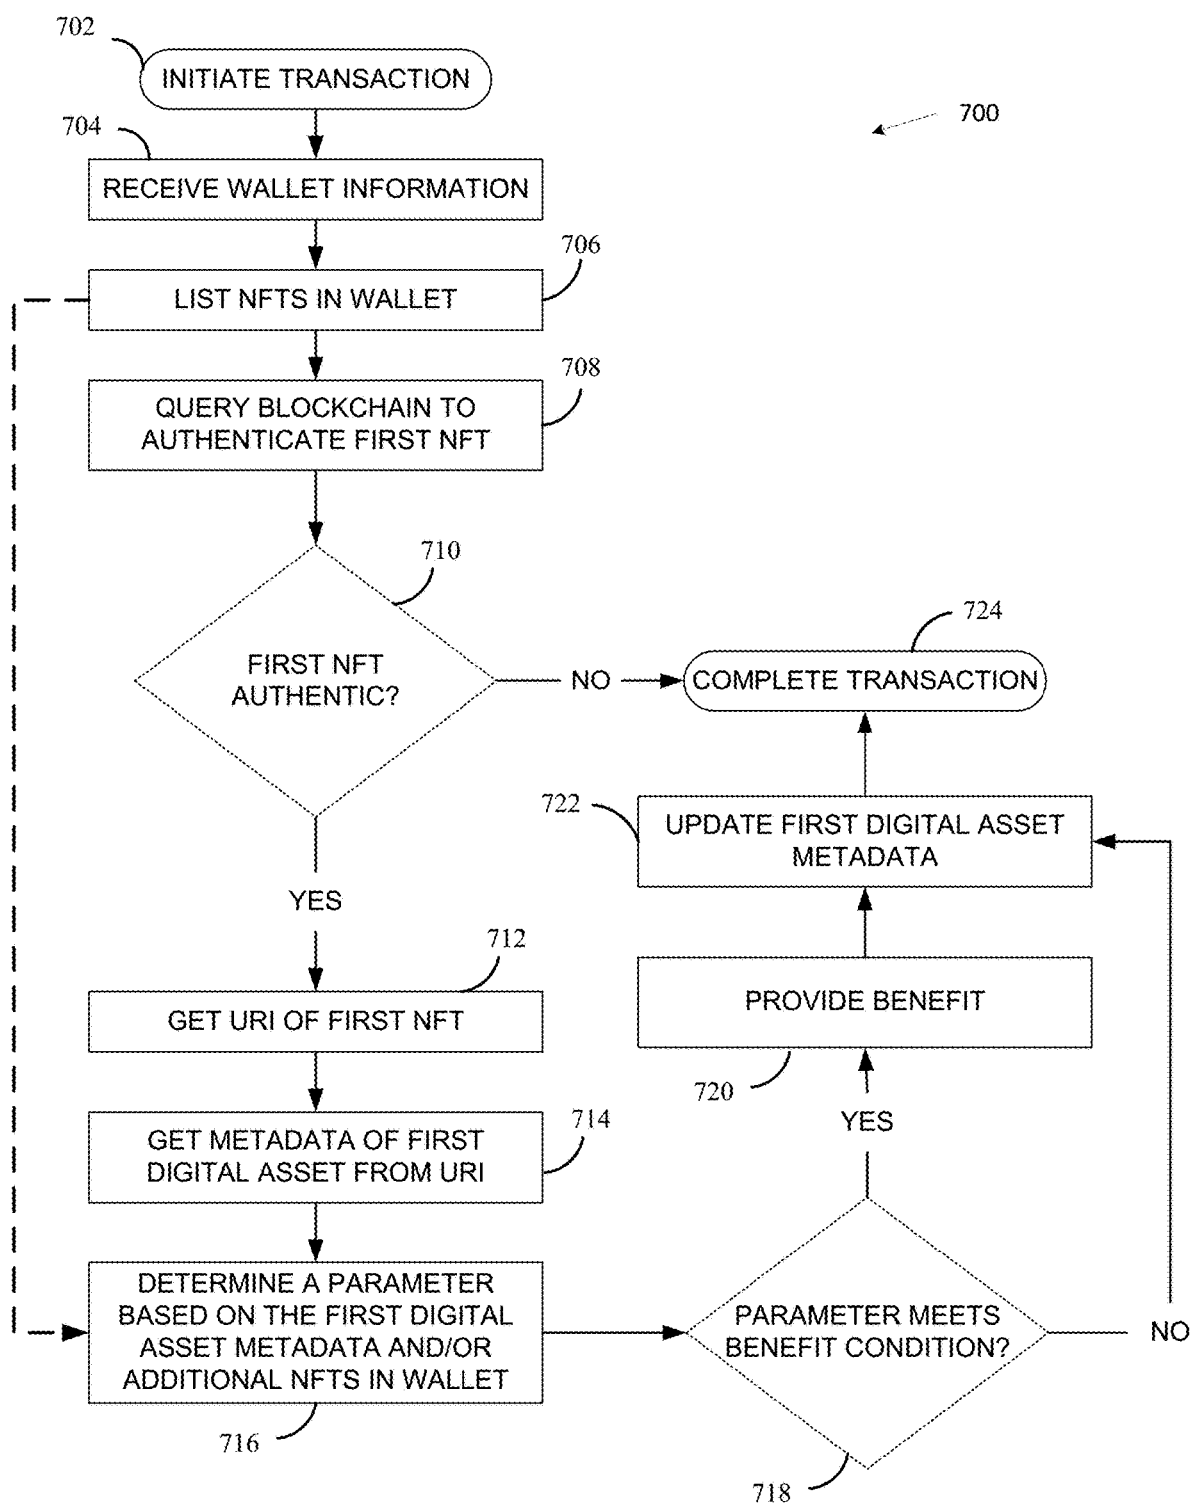 702
INITIATE TRANSACTION
700
704
RECEIVE WALLET INFORMATION
706
LIST NFTS IN WALLET
708
QUERY BLOCKCHAIN TO
AUTHENTICATE FIRST NFT
710
FIRST NFT
AUTHENTIC?
NO
724
COMPLETE TRANSACTION
722
UPDATE FIRST DIGITAL ASSET
METADATA
YES
712
GET URI OF FIRST NFT
PROVIDE BENEFIT
720
714
GET METADATA OF FIRST
DIGITAL ASSET FROM URI
YES
DETERMINE A PARAMETER
BASED ON THE FIRST DIGITAL
ASSET METADATA AND/OR
ADDITIONAL NFTS IN WALLET
716
PARAMETER MEETS
BENEFIT CONDITION?
NO
718